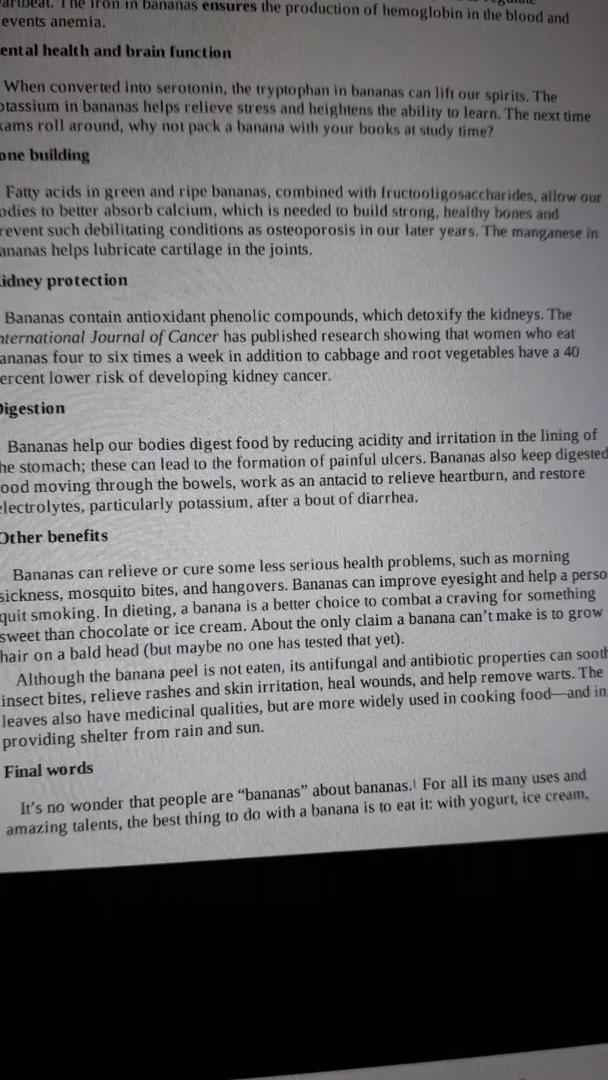 artbeat. The iron in bananas ensures the production of hemoglobin in the blood and
events anemia.
ental health and brain function
When converted into serotonin, the tryptophan in bananas can lift our spirits. The
otassium in bananas helps relieve stress and heightens the ability to learn. The next time
xams roll around, why not pack a banana with your books at study time?
one building
Fatty acids in green and ripe bananas, combined with fructooligosaccharides, allow our
odies to better absorb calcium, which is needed to build strong, healthy bones and
revent such debilitating conditions as osteoporosis in our later years. The manganese in
ananas helps lubricate cartilage in the joints.
idney protection
Bananas contain antioxidant phenolic compounds, which detoxify the kidneys. The
nternational Journal of Cancer has published research showing that women who eat
ananas four to six times a week in addition to cabbage and root vegetables have a 40
ercent lower risk of developing kidney cancer.
Digestion
Bananas help our bodies digest food by reducing acidity and irritation in the lining of
he stomach; these can lead to the formation of painful ulcers. Bananas also keep digested
ood moving through the bowels, work as an antacid to relieve heartburn, and restore
electrolytes, particularly potassium, after a bout of diarrhea.
Other benefits
Bananas can relieve or cure some less serious health problems, such as morning
sickness, mosquito bites, and hangovers. Bananas can improve eyesight and help a perso
quit smoking. In dieting, a banana is a better choice to combat a craving for something
sweet than chocolate or ice cream. About the only claim a banana can't make is to grow
hair on a bald head (but maybe no one has tested that yet).
Although the banana peel is not eaten, its antifungal and antibiotic properties can sooth
insect bites, relieve rashes and skin irritation, heal wounds, and help remove warts. The
leaves also have medicinal qualities, but are more widely used in cooking food—and in
providing shelter from rain and sun.
Final words
It's no wonder that people are "bananas" about bananas.¹ For all its many uses and
amazing talents, the best thing to do with a banana is to eat it: with yogurt, ice cream,